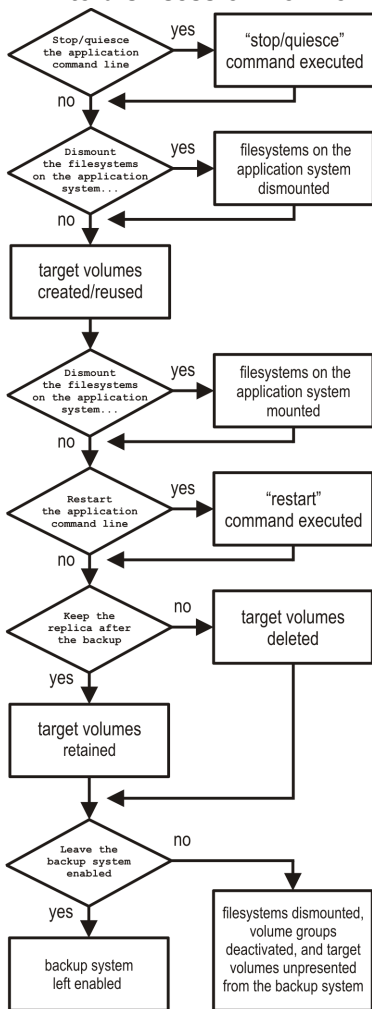 Stop/quiesce
the application
command line
yes
"stop/quiesce"
command executed
no
Dismount
the filesystems
on the application
system...
yes
filesystems on the
application system
dismounted
no
target volumes
created/reused
Dismount
the filesystems
on the application
system...
yes
filesystems on the
application system
mounted
no
Restart
the application
command line
yes
"restart"
command executed
no
Keep the
replica after
the backup
no
target volumes
deleted
yes
target volumes
retained
Leave the
backup system
enabled
no
yes
backup system
left enabled
filesystems dismounted,
volume groups
deactivated, and target
volumes unpresented
from the backup system